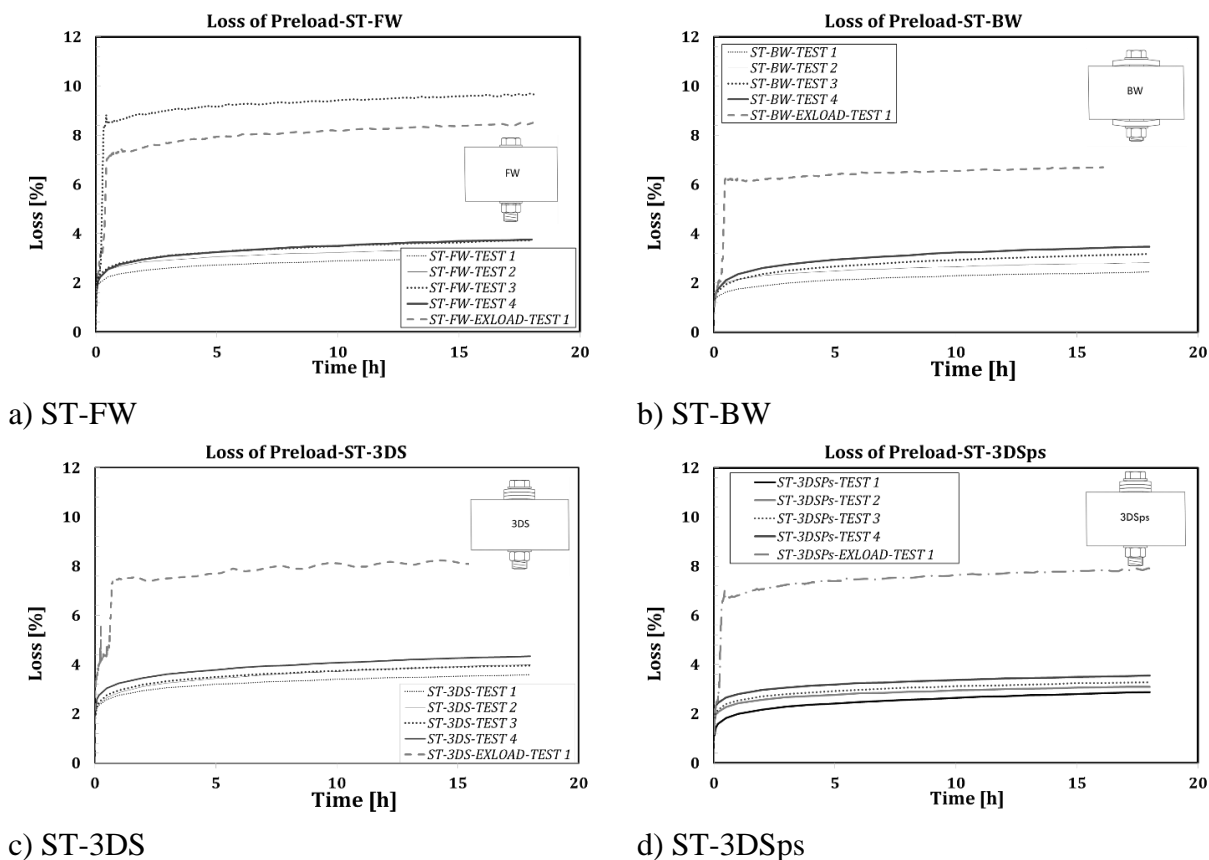 Loss of Preload-ST-FW
12
10
8
6
4
2
0
Loss [%]
FW
ST-FW-TEST 1
ST-FW-TEST 2
ST-FW-TEST 3
ST-FW-TEST 4
ST-FW-EXLOAD-TEST 1
0 5 10 15 20
Time [h]
a) ST-FW
Loss of Preload-ST-BW
12
10
8
6
4
2
0
Loss [%]
ST-BW-TEST 1
ST-BW-TEST 2
ST-BW-TEST 3
ST-BW-TEST 4
ST-BW-EXLOAD-TEST 1
BW
0 5 10 15 20
Time [h]
b) ST-BW
Loss of Preload-ST-3DS
12
10
8
6
4
2
0
Loss [%]
3DS
ST-3DS-TEST 1
ST-3DS-TEST 2
ST-3DS-TEST 3
ST-3DS-TEST 4
ST-3DS-EXLOAD-TEST 1
0 5 10 15 20
Time [h]
c) ST-3DS
Loss of Preload-ST-3DSps
12
10
8
6
4
2
0
Loss [%]
ST-3DSPs-TEST 1
ST-3DSPs-TEST 2
ST-3DSPs-TEST 3
ST-3DSPs-TEST 4
ST-3DSPs-EXLOAD-TEST 1
3DSps
0 5 10 15 20
Time [h]
d) ST-3DSps